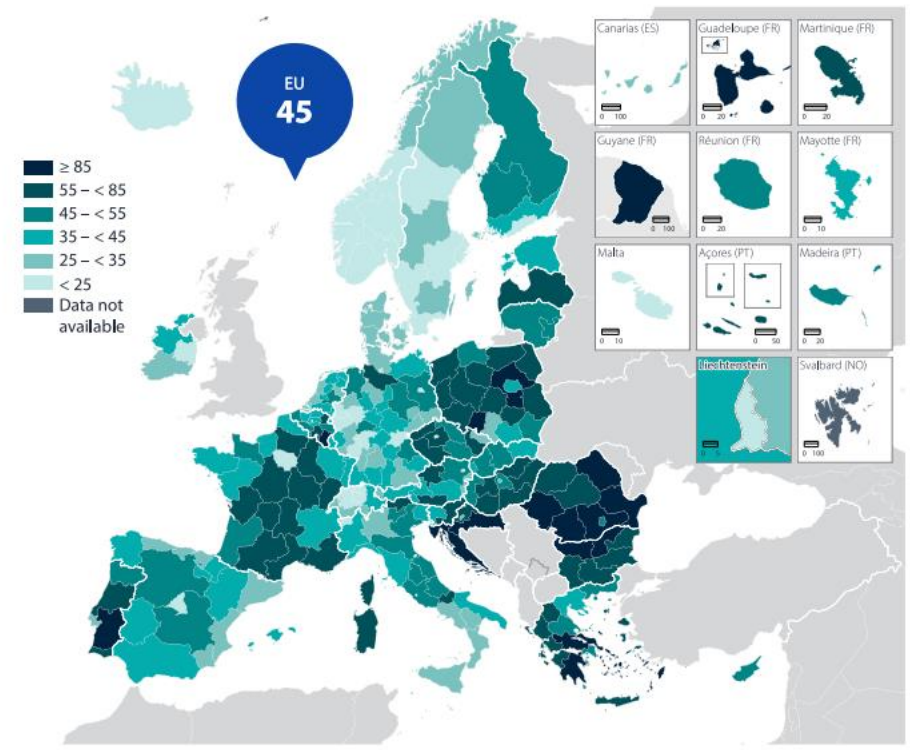 EU
45
≥ 85
55 – < 85
45 – < 55
35 – < 45
25 – < 35
< 25
Data not
available
Canarias (ES)
0 100
Guadeloupe (FR)
0 20
Martinique (FR)
0 20
Guyane (FR)
0 100
Réunion (FR)
0 20
Mayotte (FR)
0 10
Malta
0 10
Açores (PT)
0 50
Madeira (PT)
0 20
Liechtenstein
0 5
Svalbard (NO)
0 100